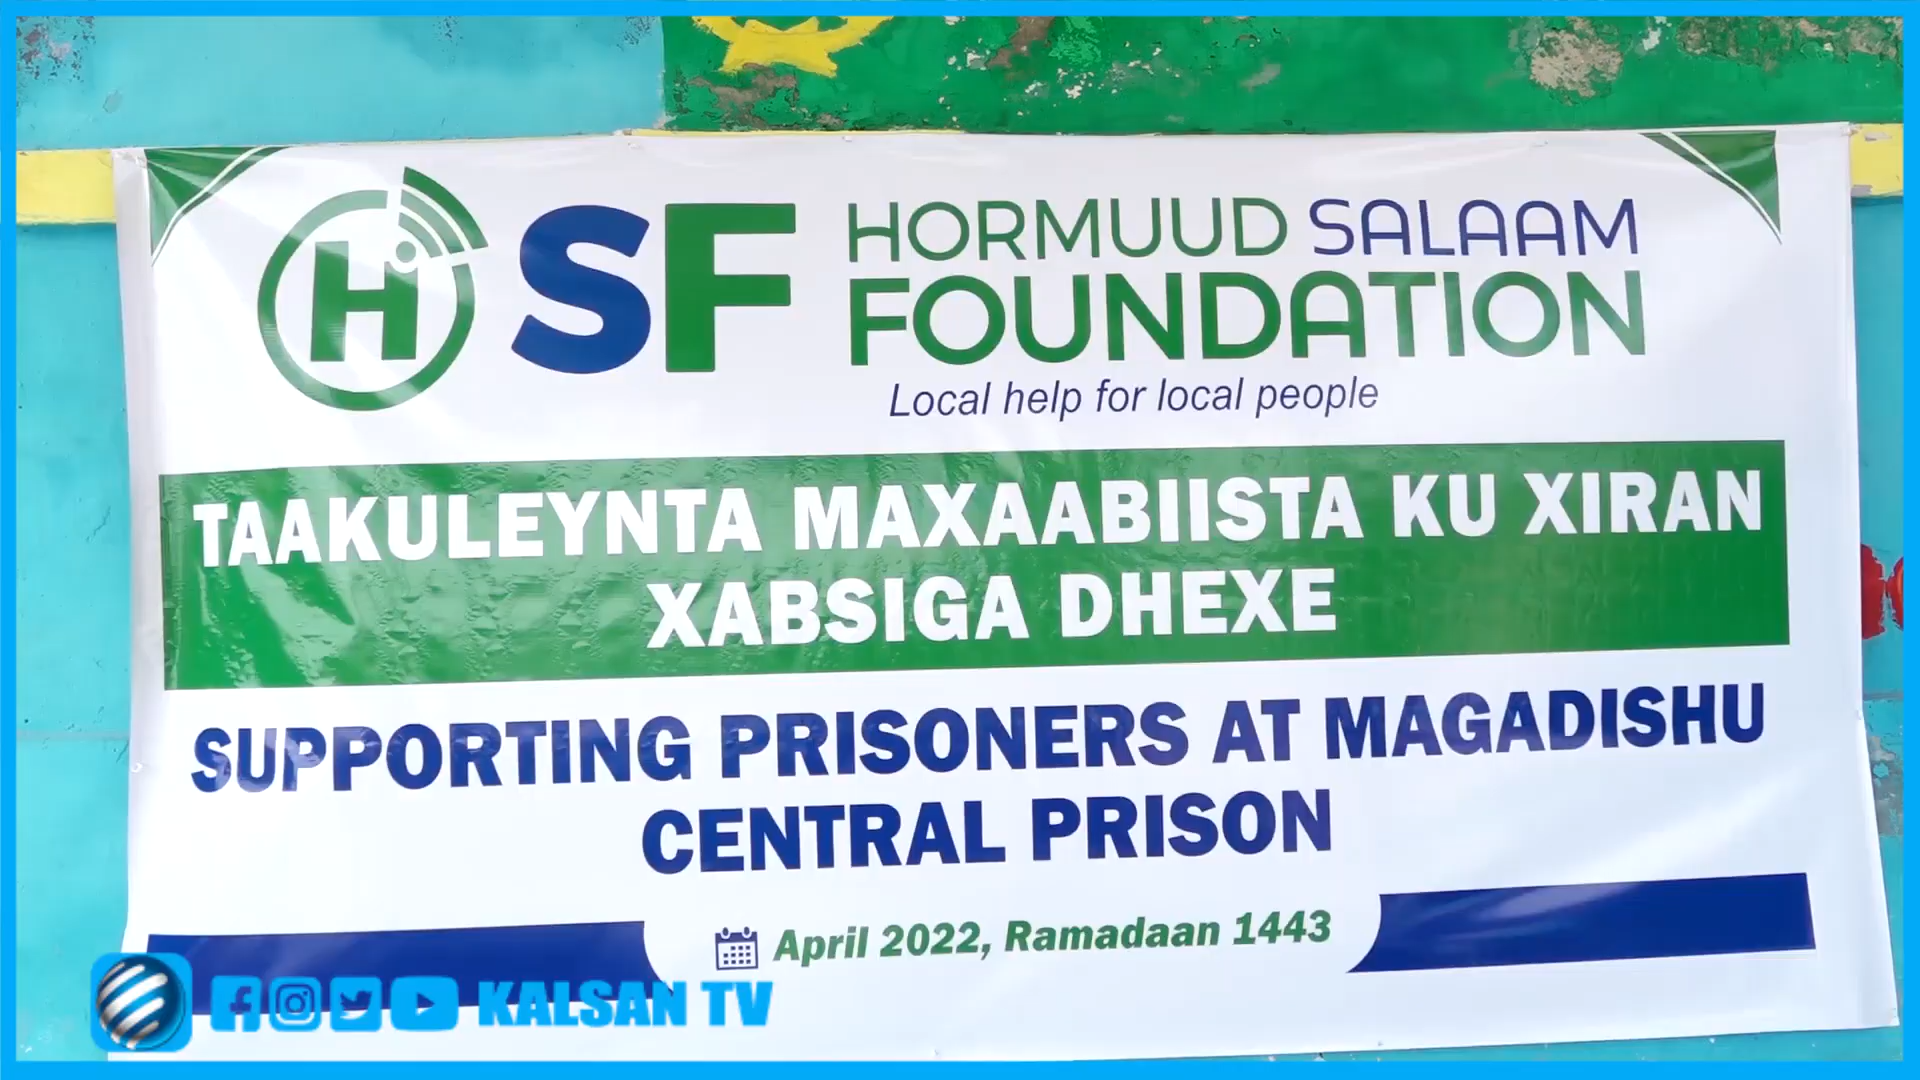 H SF HORMUUD SALAAM
FOUNDATION
Local help for local people
TAAKULEYNTA MAXAABIISTA KU XIRAN
XABSIGA DHEXE
SUPPORTING PRISONERS AT MAGADISHU
CENTRAL PRISON
April 2022, Ramadaan 1443
KALSAN TV